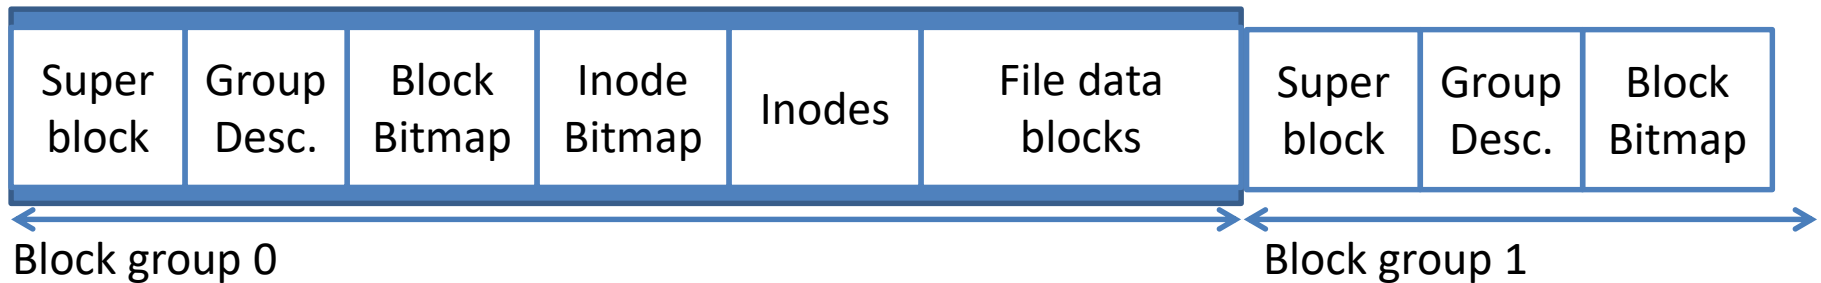 Super
block
Group
Desc.
Block
Bitmap
Inode
Bitmap
Inodes
File data
blocks
Super
block
Group
Desc.
Block
Bitmap
Block group 0
Block group 1